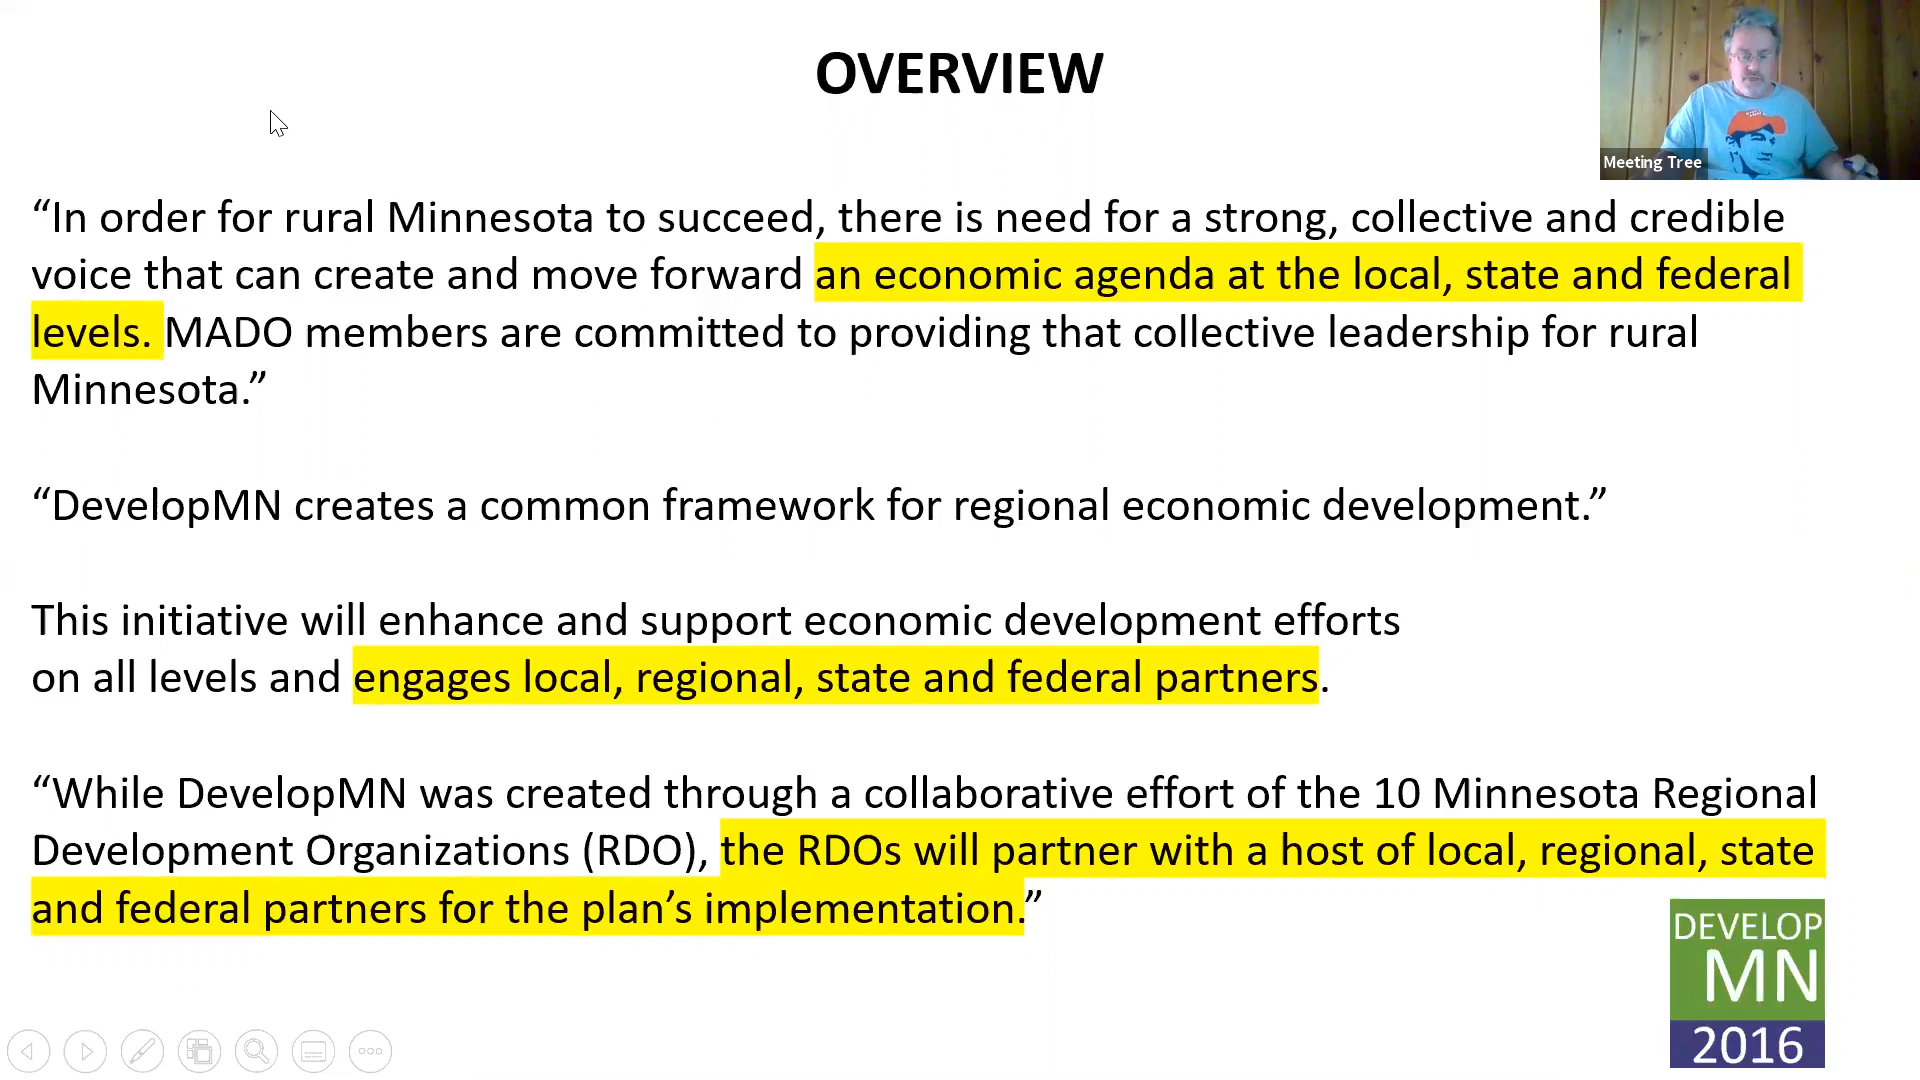 OVERVIEW
Meeting Tree
“In order for rural Minnesota to succeed, there is need for a strong, collective and credible
voice that can create and move forward an economic agenda at the local, state and federal
levels. MADO members are committed to providing that collective leadership for rural
Minnesota.”
“DevelopMN creates a common framework for regional economic development.”
This initiative will enhance and support economic development efforts
on all levels and engages local, regional, state and federal partners.
“While DevelopMN was created through a collaborative effort of the 10 Minnesota Regional
Development Organizations (RDO), the RDOs will partner with a host of local, regional, state
and federal partners for the plan’s implementation.”
DEVELOP
MN
2016